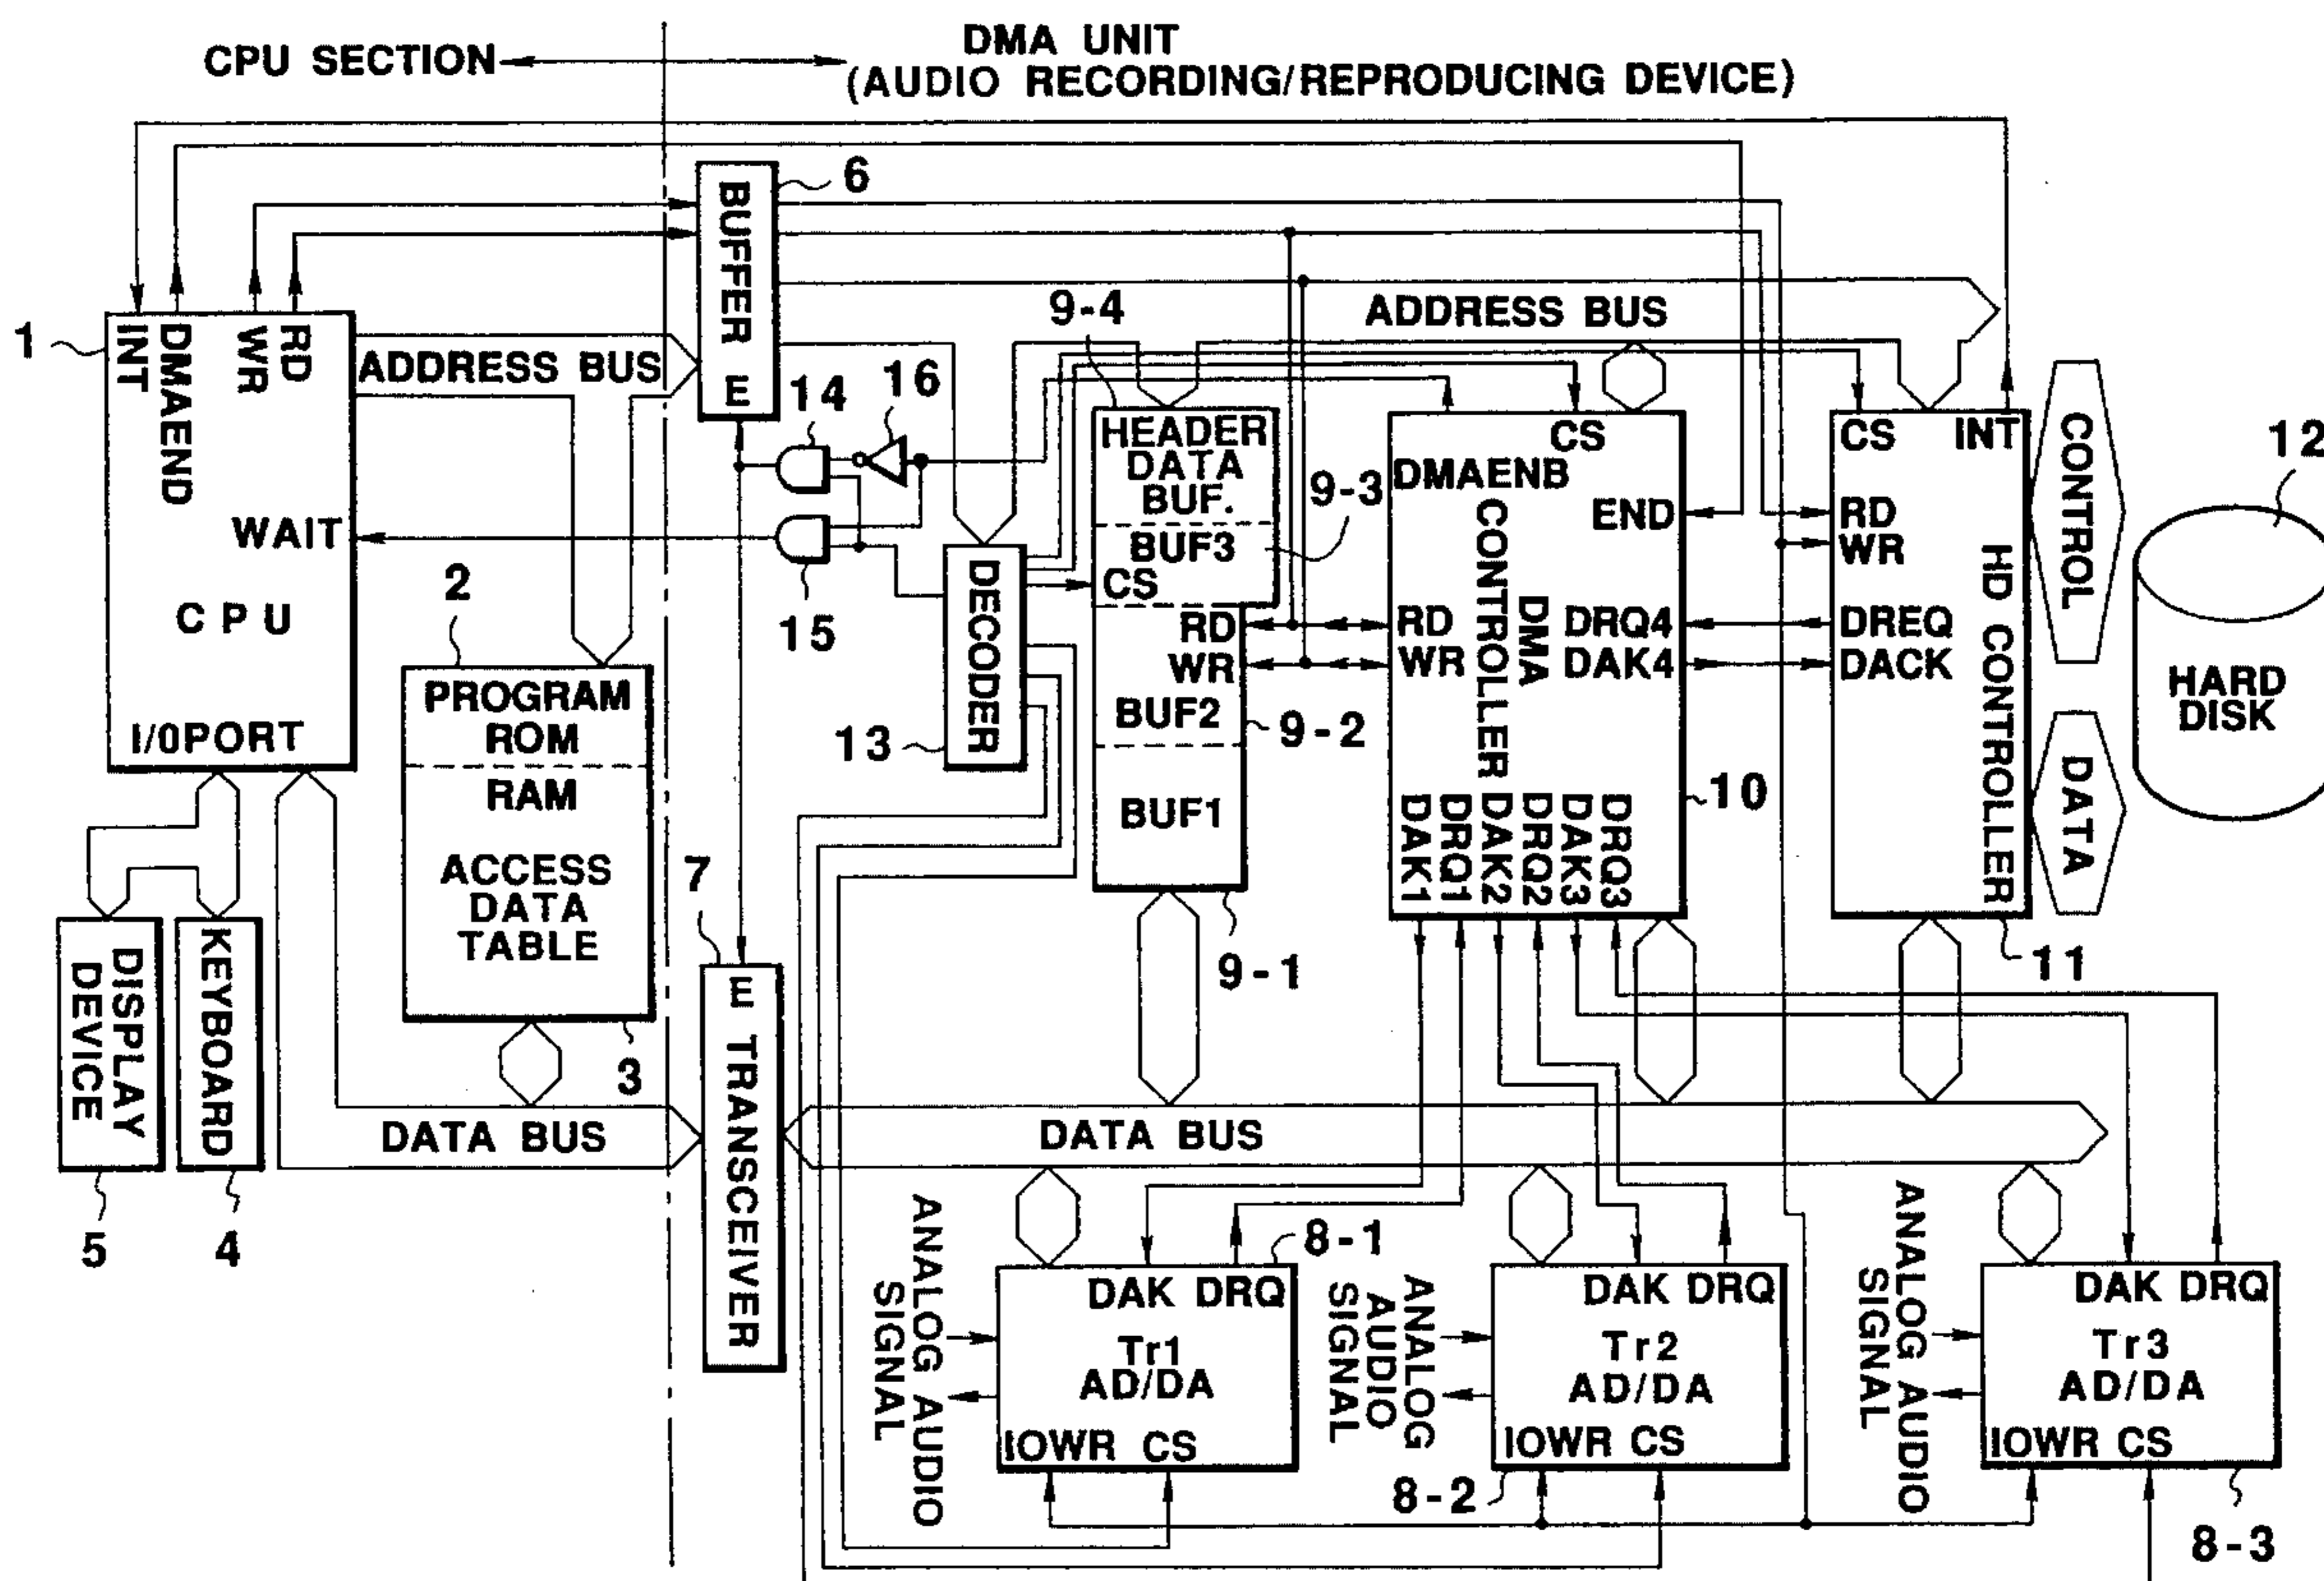 CPU SECTION
DMA UNIT
(AUDIO RECORDING/REPRODUCING DEVICE)
6
BUFFER
E
1
INT
DMAEND
WR
RD
ADDRESS BUS
WAIT
CPU
I/0PORT
2
PROGRAM
ROM
RAM
ACCESS
DATA
TABLE
3
DISPLAY
DEVICE
5
KEYBOARD
4
DATA BUS
7
E TRANSCEIVER
14
16
15
DECODER
13
9-4
HEADER
DATA
BUF.
9-3
BUF3
CS
RD
WR
BUF2
9-2
BUF1
9-1
ADDRESS BUS
CS
DMAENB
END
DMA
CONTROLLER
RD
WR
DRQ4
DAK4
DAK1
DRQ1
DAK2
DRQ2
DAK3
DRQ3
10
CS INT
RD
WR
DREQ
DACK
HD CONTROLLER
11
CONTROL
DATA
12
HARD
DISK
DATA BUS
ANALOG AUDIO
SIGNAL
8-1
DAK DRQ
Tr1
AD/DA
IOWR CS
ANALOG
AUDIO
SIGNAL
DAK DRQ
Tr2
AD/DA
IOWR CS
8-2
ANALOG AUDIO
SIGNAL
DAK DRQ
Tr3
AD/DA
IOWR CS
8-3